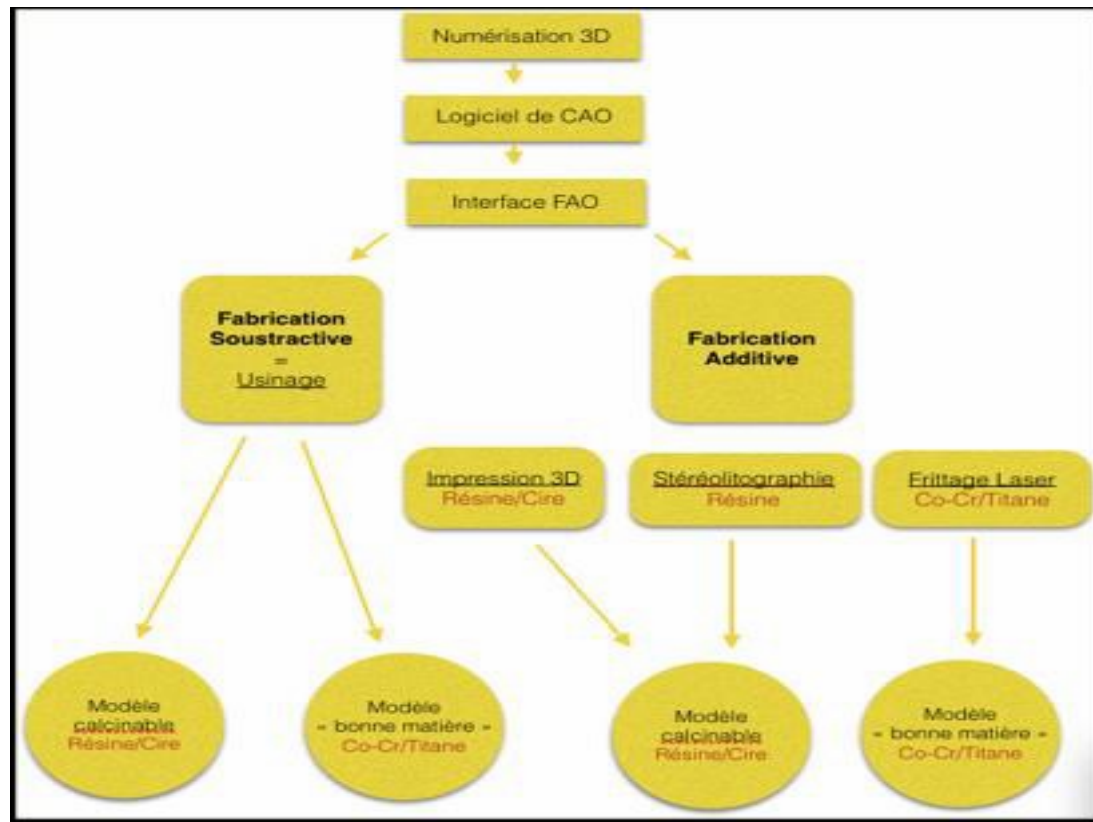 Numérisation 3D
Logiciel de CAO
Interface FAO
Fabrication
Soustractive
=
Usinage
Fabrication
Additive
Impression 3D
Résine/Cire
Stéréolitographie
Résine
Frittage Laser
Co-Cr/Titane
Modèle
calcinable
Résine/Cire
Modèle
« bonne matière »
Co-Cr/Titane
Modèle
calcinable
Résine/Cire
Modèle
« bonne matière »
Co-Cr/Titane